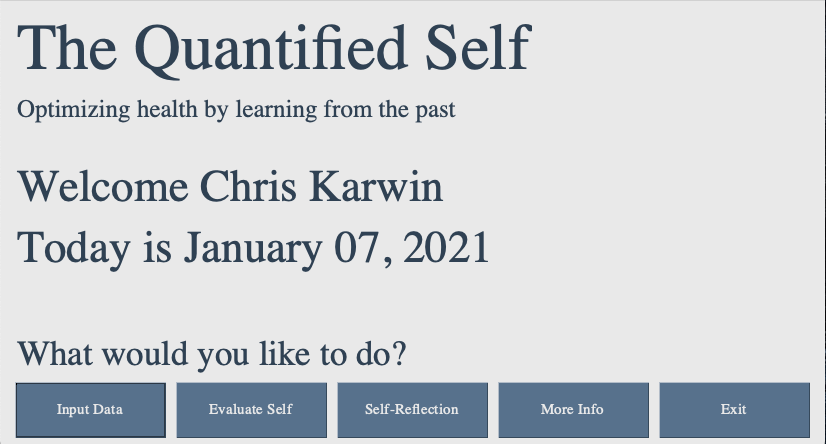 The Quantified Self
Optimizing health by learning from the past
Welcome Chris Karwin
Today is January 07, 2021
What would you like to do?
Input Data
Evaluate Self
Self-Reflection
More Info
Exit